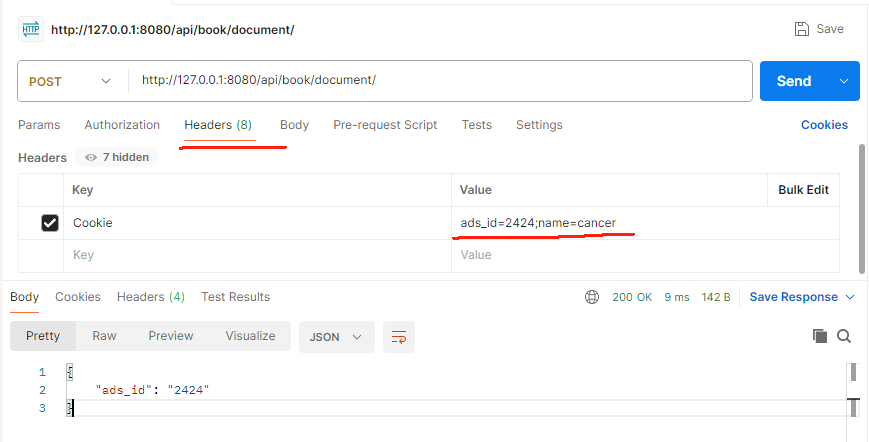 HTTP http://127.0.0.1:8080/api/book/document/ Save
POST http://127.0.0.1:8080/api/book/document/ Send
Params Authorization Headers (8) Body Pre-request Script Tests Settings Cookies
Headers 7 hidden
Key Value Bulk Edit
Cookie ads_id=2424;name=cancer
Key Value
Body Cookies Headers (4) Test Results 200 OK 9 ms 142 B Save Response
Pretty Raw Preview Visualize JSON
1 {
2 "ads_id": "2424"
3 }